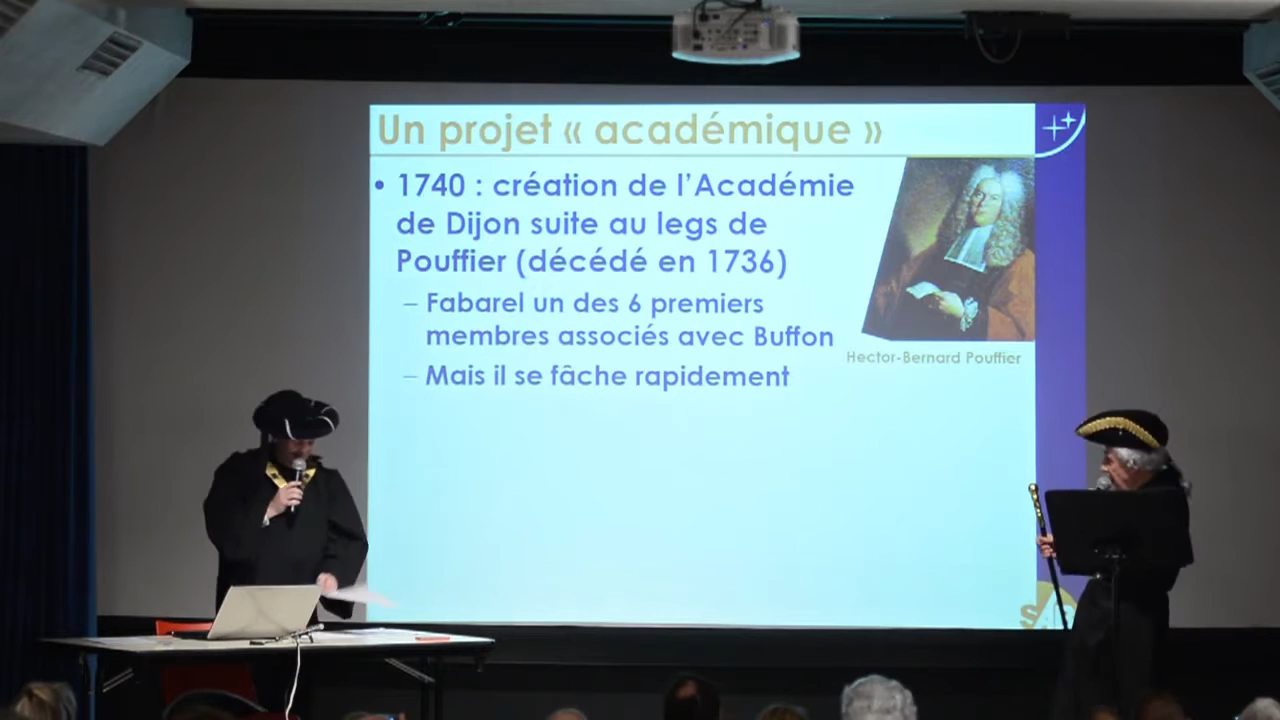 Un projet « académique »
• 1740 : création de l'Académie
de Dijon suite au legs de
Pouffier (décédé en 1736)
– Fabarel un des 6 premiers
membres associés avec Buffon
– Mais il se fâche rapidement
Hector-Bernard Pouffier